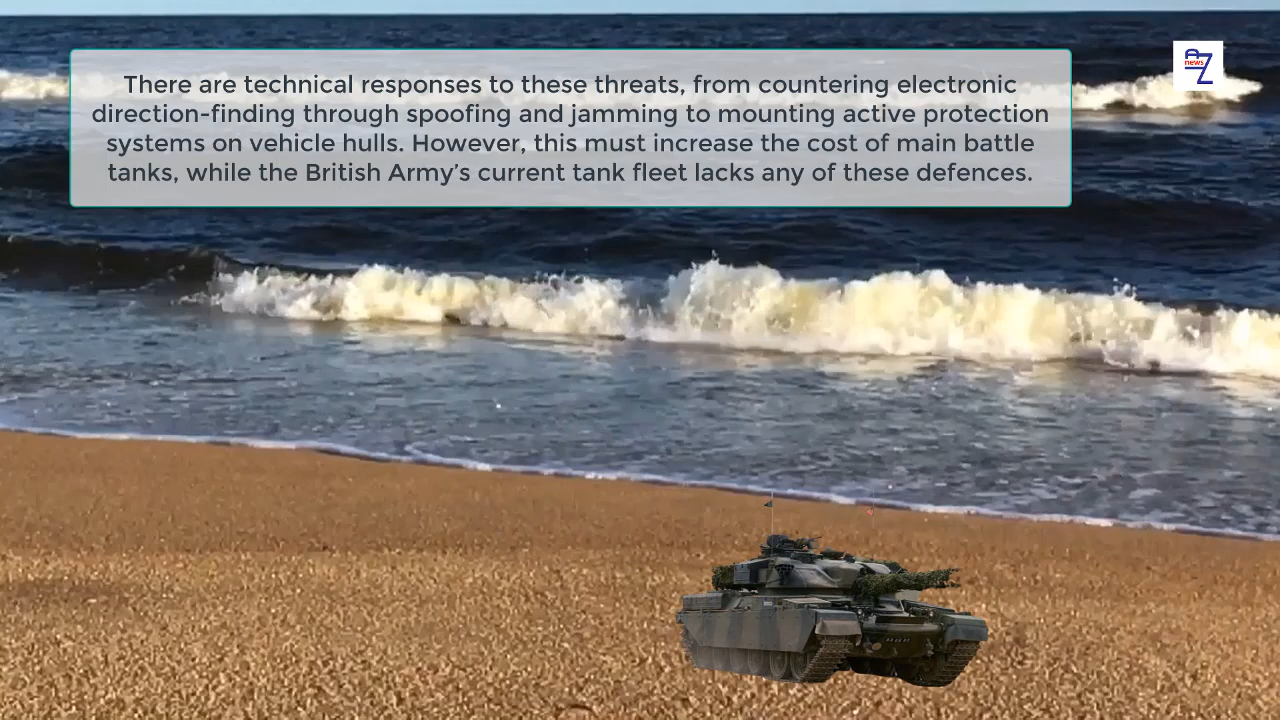 There are technical responses to these threats, from countering electronic
direction-finding through spoofing and jamming to mounting active protection
systems on vehicle hulls. However, this must increase the cost of main battle
tanks, while the British Army’s current tank fleet lacks any of these defences.
A
news
Z